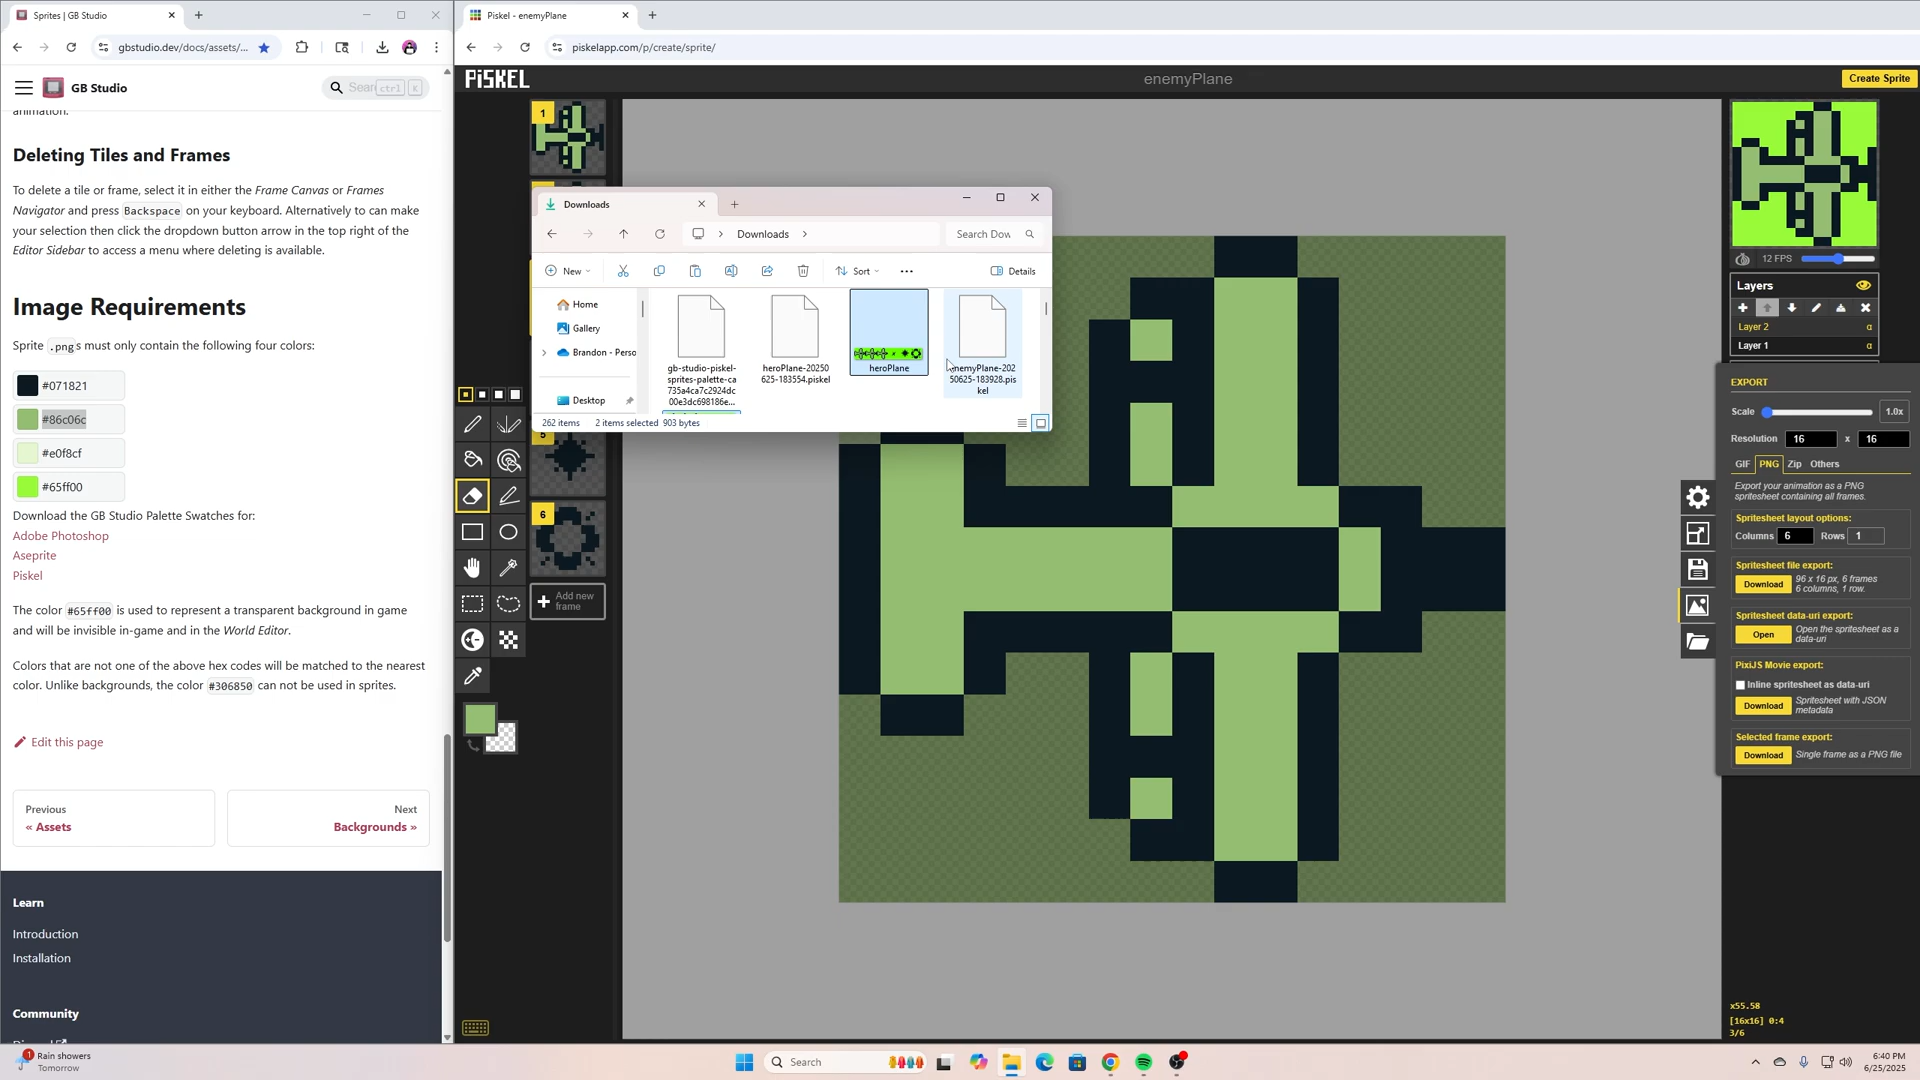 Sprites | GB Studio
Piskel - enemyPlane
gbstudio.dev/docs/assets/...
piskelapp.com/p/create/sprite/
GB Studio
ctrl K
PiSKEL
enemyPlane
Create Sprite
animation.
Deleting Tiles and Frames
To delete a tile or frame, select it in either the Frame Canvas or Frames
Navigator and press Backspace on your keyboard. Alternatively to can make
your selection then click the dropdown button arrow in the top right of the
Editor Sidebar to access a menu where deleting is available.
Image Requirements
Sprite .pngs must only contain the following four colors:
#071821
#86c06c
#e0f8cf
#65ff00
Download the GB Studio Palette Swatches for:
Adobe Photoshop
Aseprite
Piskel
The color #65ff00 is used to represent a transparent background in game
and will be invisible in-game and in the World Editor.
Colors that are not one of the above hex codes will be matched to the nearest
color. Unlike backgrounds, the color #306850 can not be used in sprites.
Edit this page
Previous
« Assets
Next
Backgrounds »
Learn
Introduction
Installation
Community
1
5
6
Add new
frame
Downloads
Downloads
Search Dow
New
Sort
Details
Home
Gallery
Brandon - Perso
Desktop
gb-studio-piskel-
sprites-palette-ca
735a4ca7c2924dc
00e3dc698186e...
heroPlane-20250
625-183554.piskel
heroPlane
enemyPlane-202
50625-183928.pis
kel
262 items 2 items selected 903 bytes
12 FPS
Layers
Layer 2 α
Layer 1 α
EXPORT
Scale 1.0x
Resolution 16 x 16
GIF PNG Zip Others
Export your animation as a PNG
spritesheet containing all frames.
Spritesheet layout options:
Columns 6 Rows 1
Spritesheet file export:
Download 96 x 16 px, 6 frames
6 columns, 1 row.
Spritesheet data-uri export:
Open Open the spritesheet as a
data-uri
PixiJS Movie export:
Inline spritesheet as data-uri
Download Spritesheet with JSON
metadata
Selected frame export:
Download Single frame as a PNG file
x55.58
[16x16] 0:4
3/6
1
Rain showers
Tomorrow
Search
6:40 PM
6/25/2025